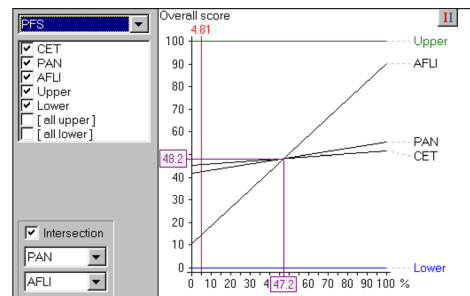 PFS
CET
PAN
AFLI
Upper
Lower
[ all upper ]
[ all lower ]
Intersection
PAN
AFLI
Overall score
4.81
100
90
80
70
60
48.2
40
30
20
10
0
0 10 20 30 4 47.2 60 70 80 90 100 %
Upper
AFLI
PAN
CET
Lower